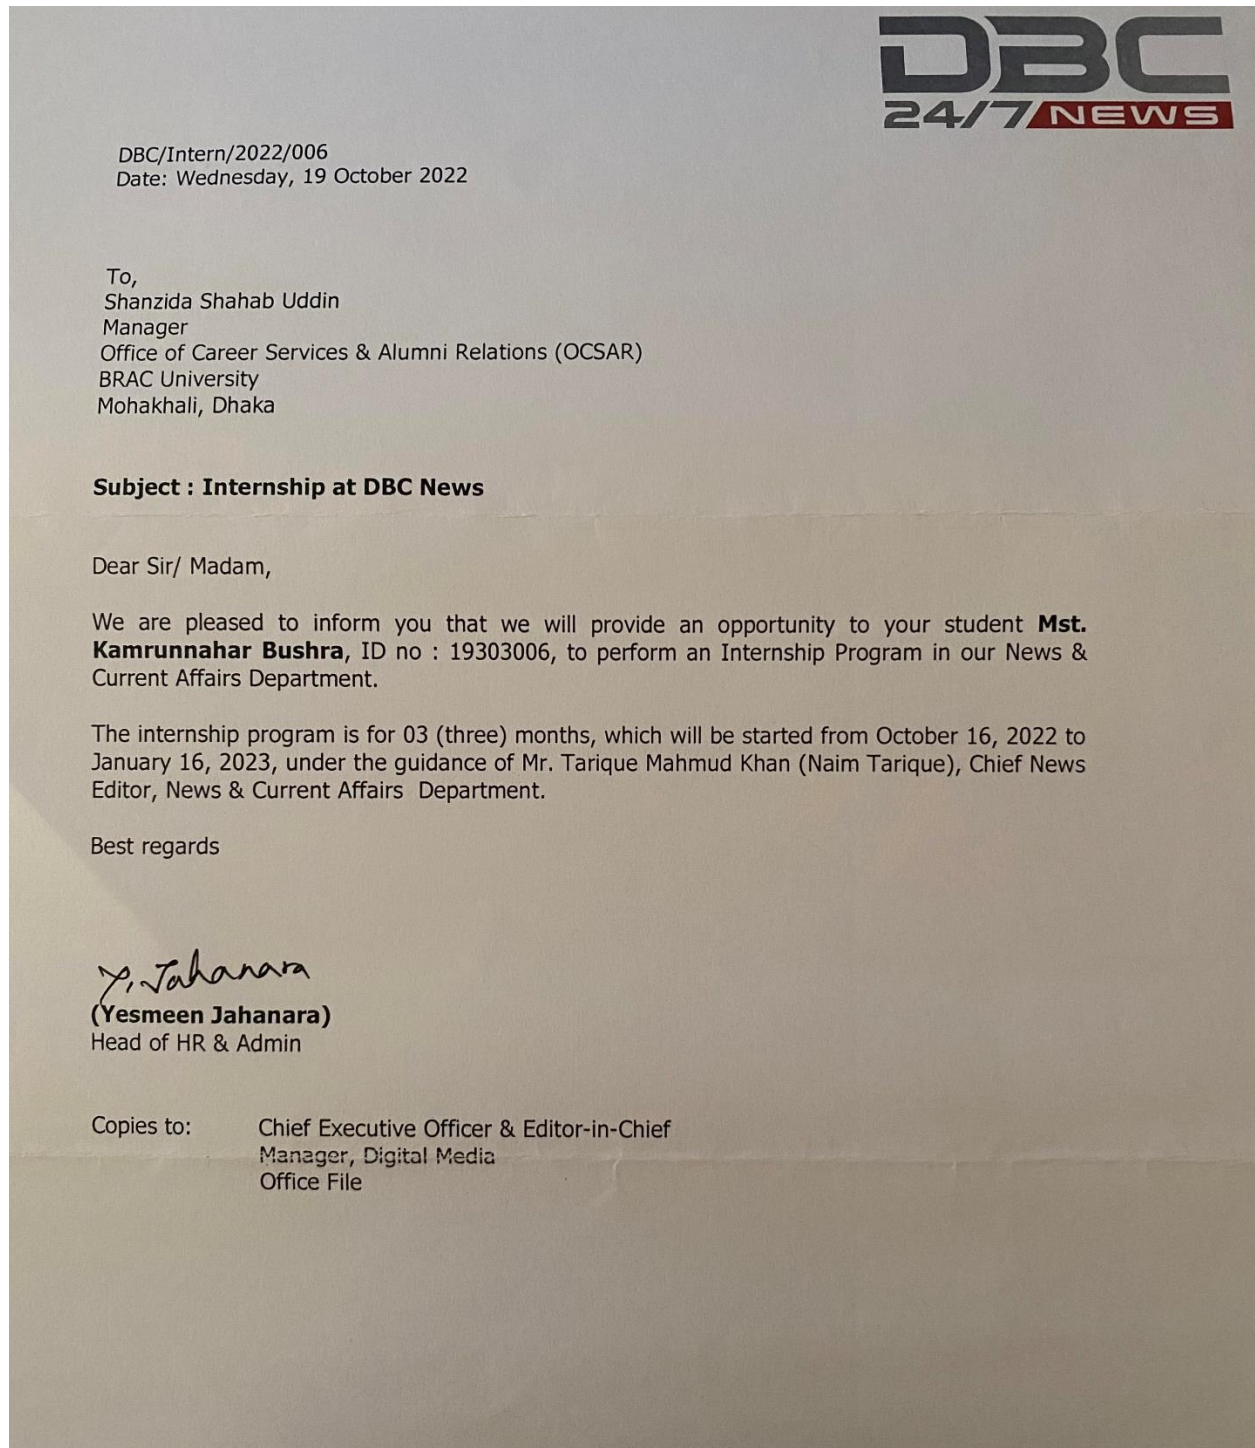 DBC
24/7 NEWS
DBC/Intern/2022/006
Date: Wednesday, 19 October 2022
To,
Shanzida Shahab Uddin
Manager
Office of Career Services & Alumni Relations (OCSAR)
BRAC University
Mohakhali, Dhaka
Subject : Internship at DBC News
Dear Sir/ Madam,
We are pleased to inform you that we will provide an opportunity to your student Mst.
Kamrunnahar Bushra, ID no : 19303006, to perform an Internship Program in our News &
Current Affairs Department.
The internship program is for 03 (three) months, which will be started from October 16, 2022 to
January 16, 2023, under the guidance of Mr. Tarique Mahmud Khan (Naim Tarique), Chief News
Editor, News & Current Affairs Department.
Best regards
Y. Jahanara
(Yesmeen Jahanara)
Head of HR & Admin
Copies to: Chief Executive Officer & Editor-in-Chief
Manager, Digital Media
Office File